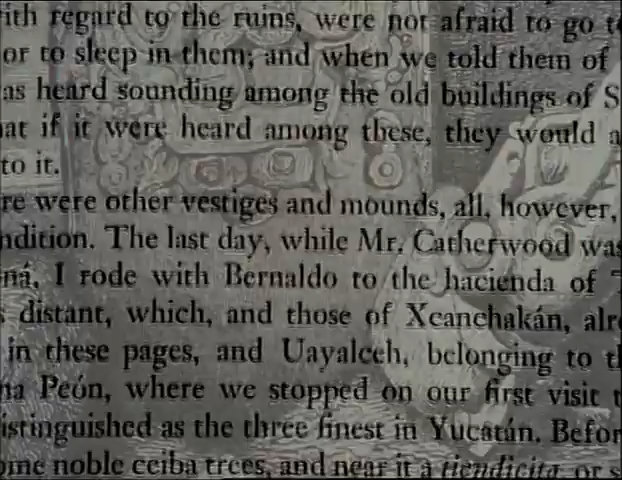 ith regard to the ruins, were not afraid to go t
or to sleep in them; and when we told them of
as heard sounding among the old buildings of S
at if it were heard among these, they would a
to it.
re were other vestiges and mounds, all, however,
ndition. The last day, while Mr. Catherwood was
ná, I rode with Bernaldo to the hacienda of
distant, which, and those of Xcanchakán, alr
in these pages, and Uayalceh, belonging to t
na Peón, where we stopped on our first visit t
istinguished as the three finest in Yucatán. Befor
ome noble ceiba trees, and near it a tiendicita, or s